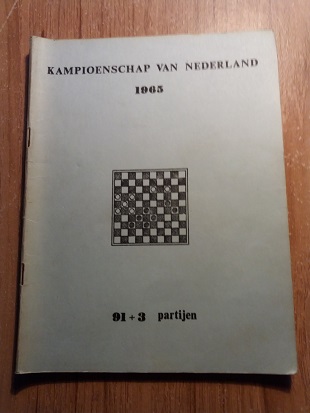 KAMPIOENSCHAP VAN NEDERLAND
1965
91 + 3 partijen